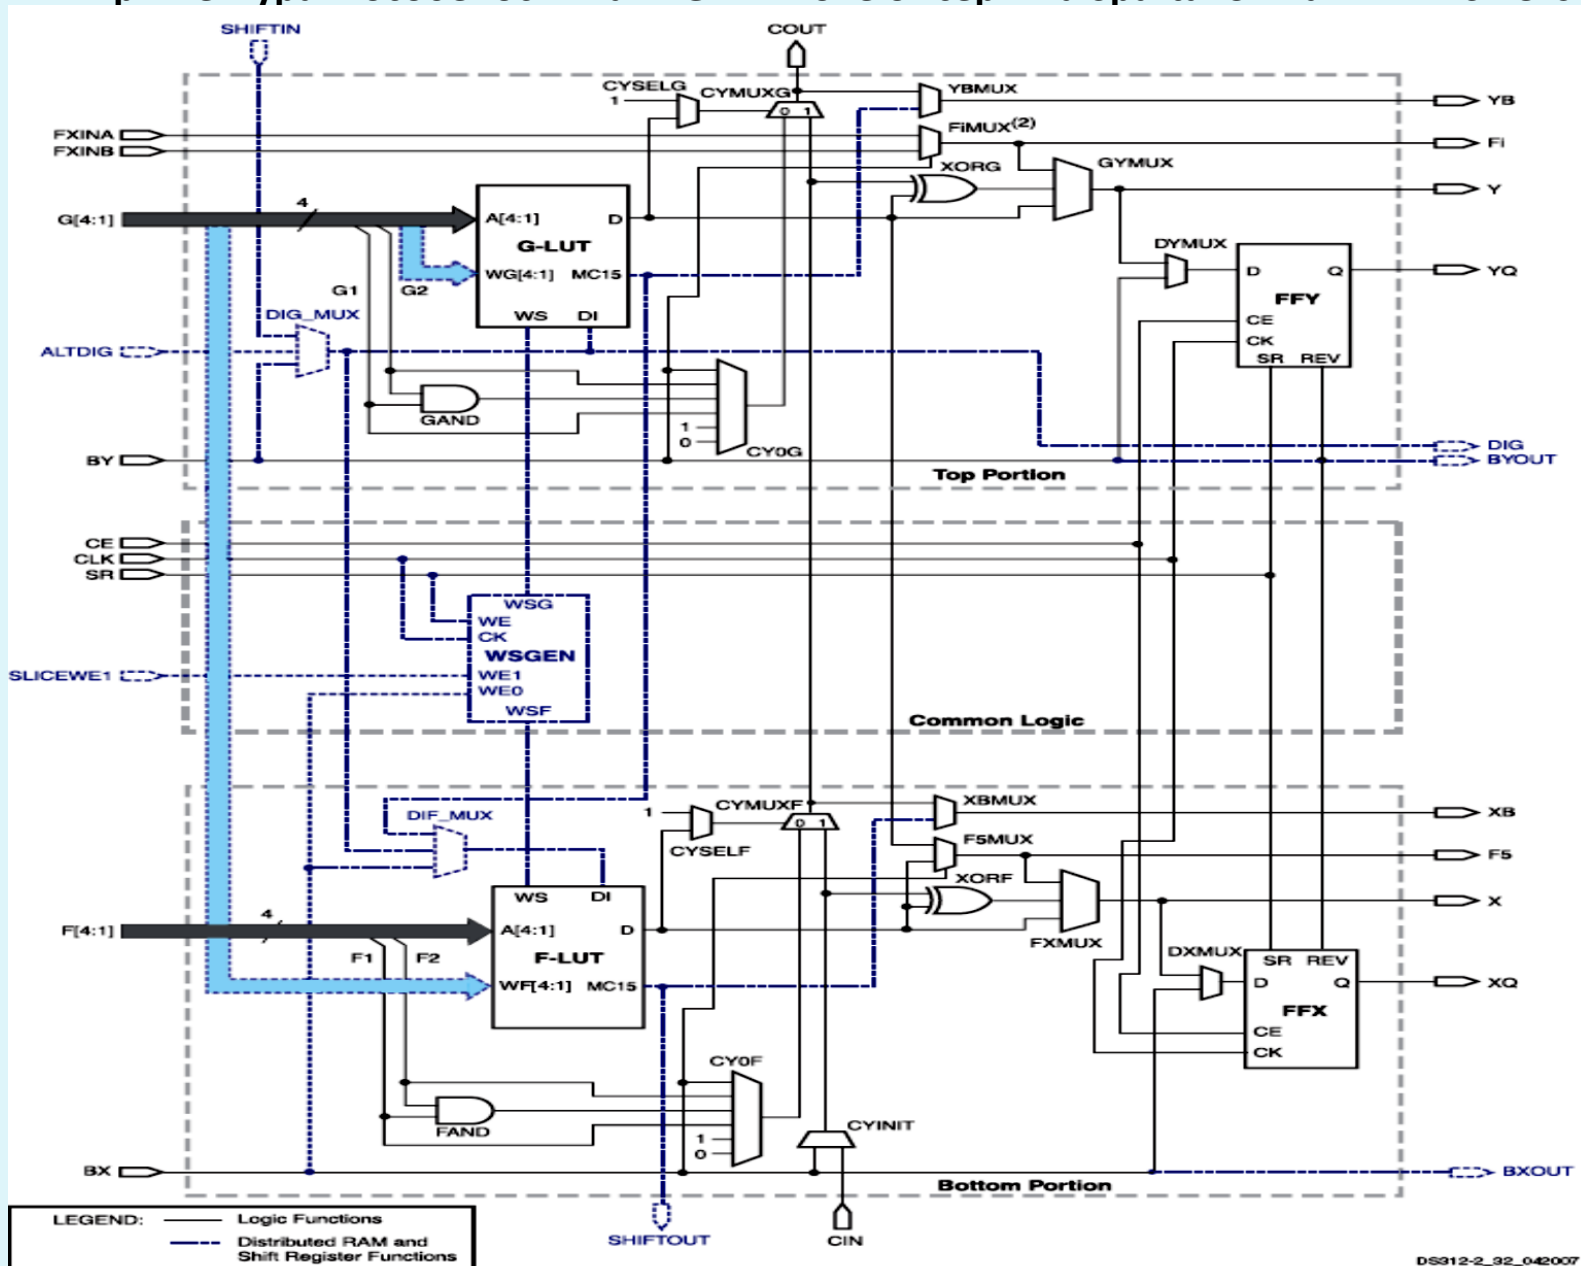 SHIFTIN
COUT
CYSELG
CYMUXG
YBMUX
1
0 1
YB
FXINA
FXINB
FiMUX(2)
Fi
XORG
GYMUX
Y
G[4:1]
4
A[4:1]
D
G-LUT
WG[4:1]
MC15
WS
DI
DYMUX
D
Q
YQ
FFY
CE
CK
SR
REV
G1
G2
DIG_MUX
ALTDIG
GAND
1
0
CY0G
DIG
BY
BYOUT
Top Portion
CE
CLK
SR
WSG
WE
CK
WSGEN
SLICEWE1
WE1
WE0
WSF
Common Logic
DIF_MUX
1
CYMUXF
0 1
XBMUX
XB
CYSELF
F5MUX
F5
XORF
X
WS
DI
F[4:1]
4
A[4:1]
D
F-LUT
FXMUX
F1
F2
WF[4:1]
MC15
DXMUX
SR
REV
D
Q
XQ
FFX
CE
CK
CY0F
FAND
1
0
CYINIT
BX
BXOUT
Bottom Portion
LEGEND:
Logic Functions
Distributed RAM and
Shift Register Functions
SHIFTOUT
CIN
DS312-2_32_042007